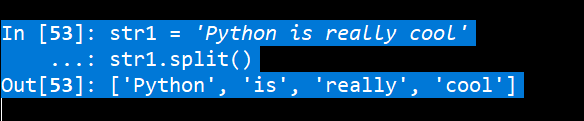 In [53]: str1 = 'Python is really cool'
    ...: str1.split()
Out[53]: ['Python', 'is', 'really', 'cool']